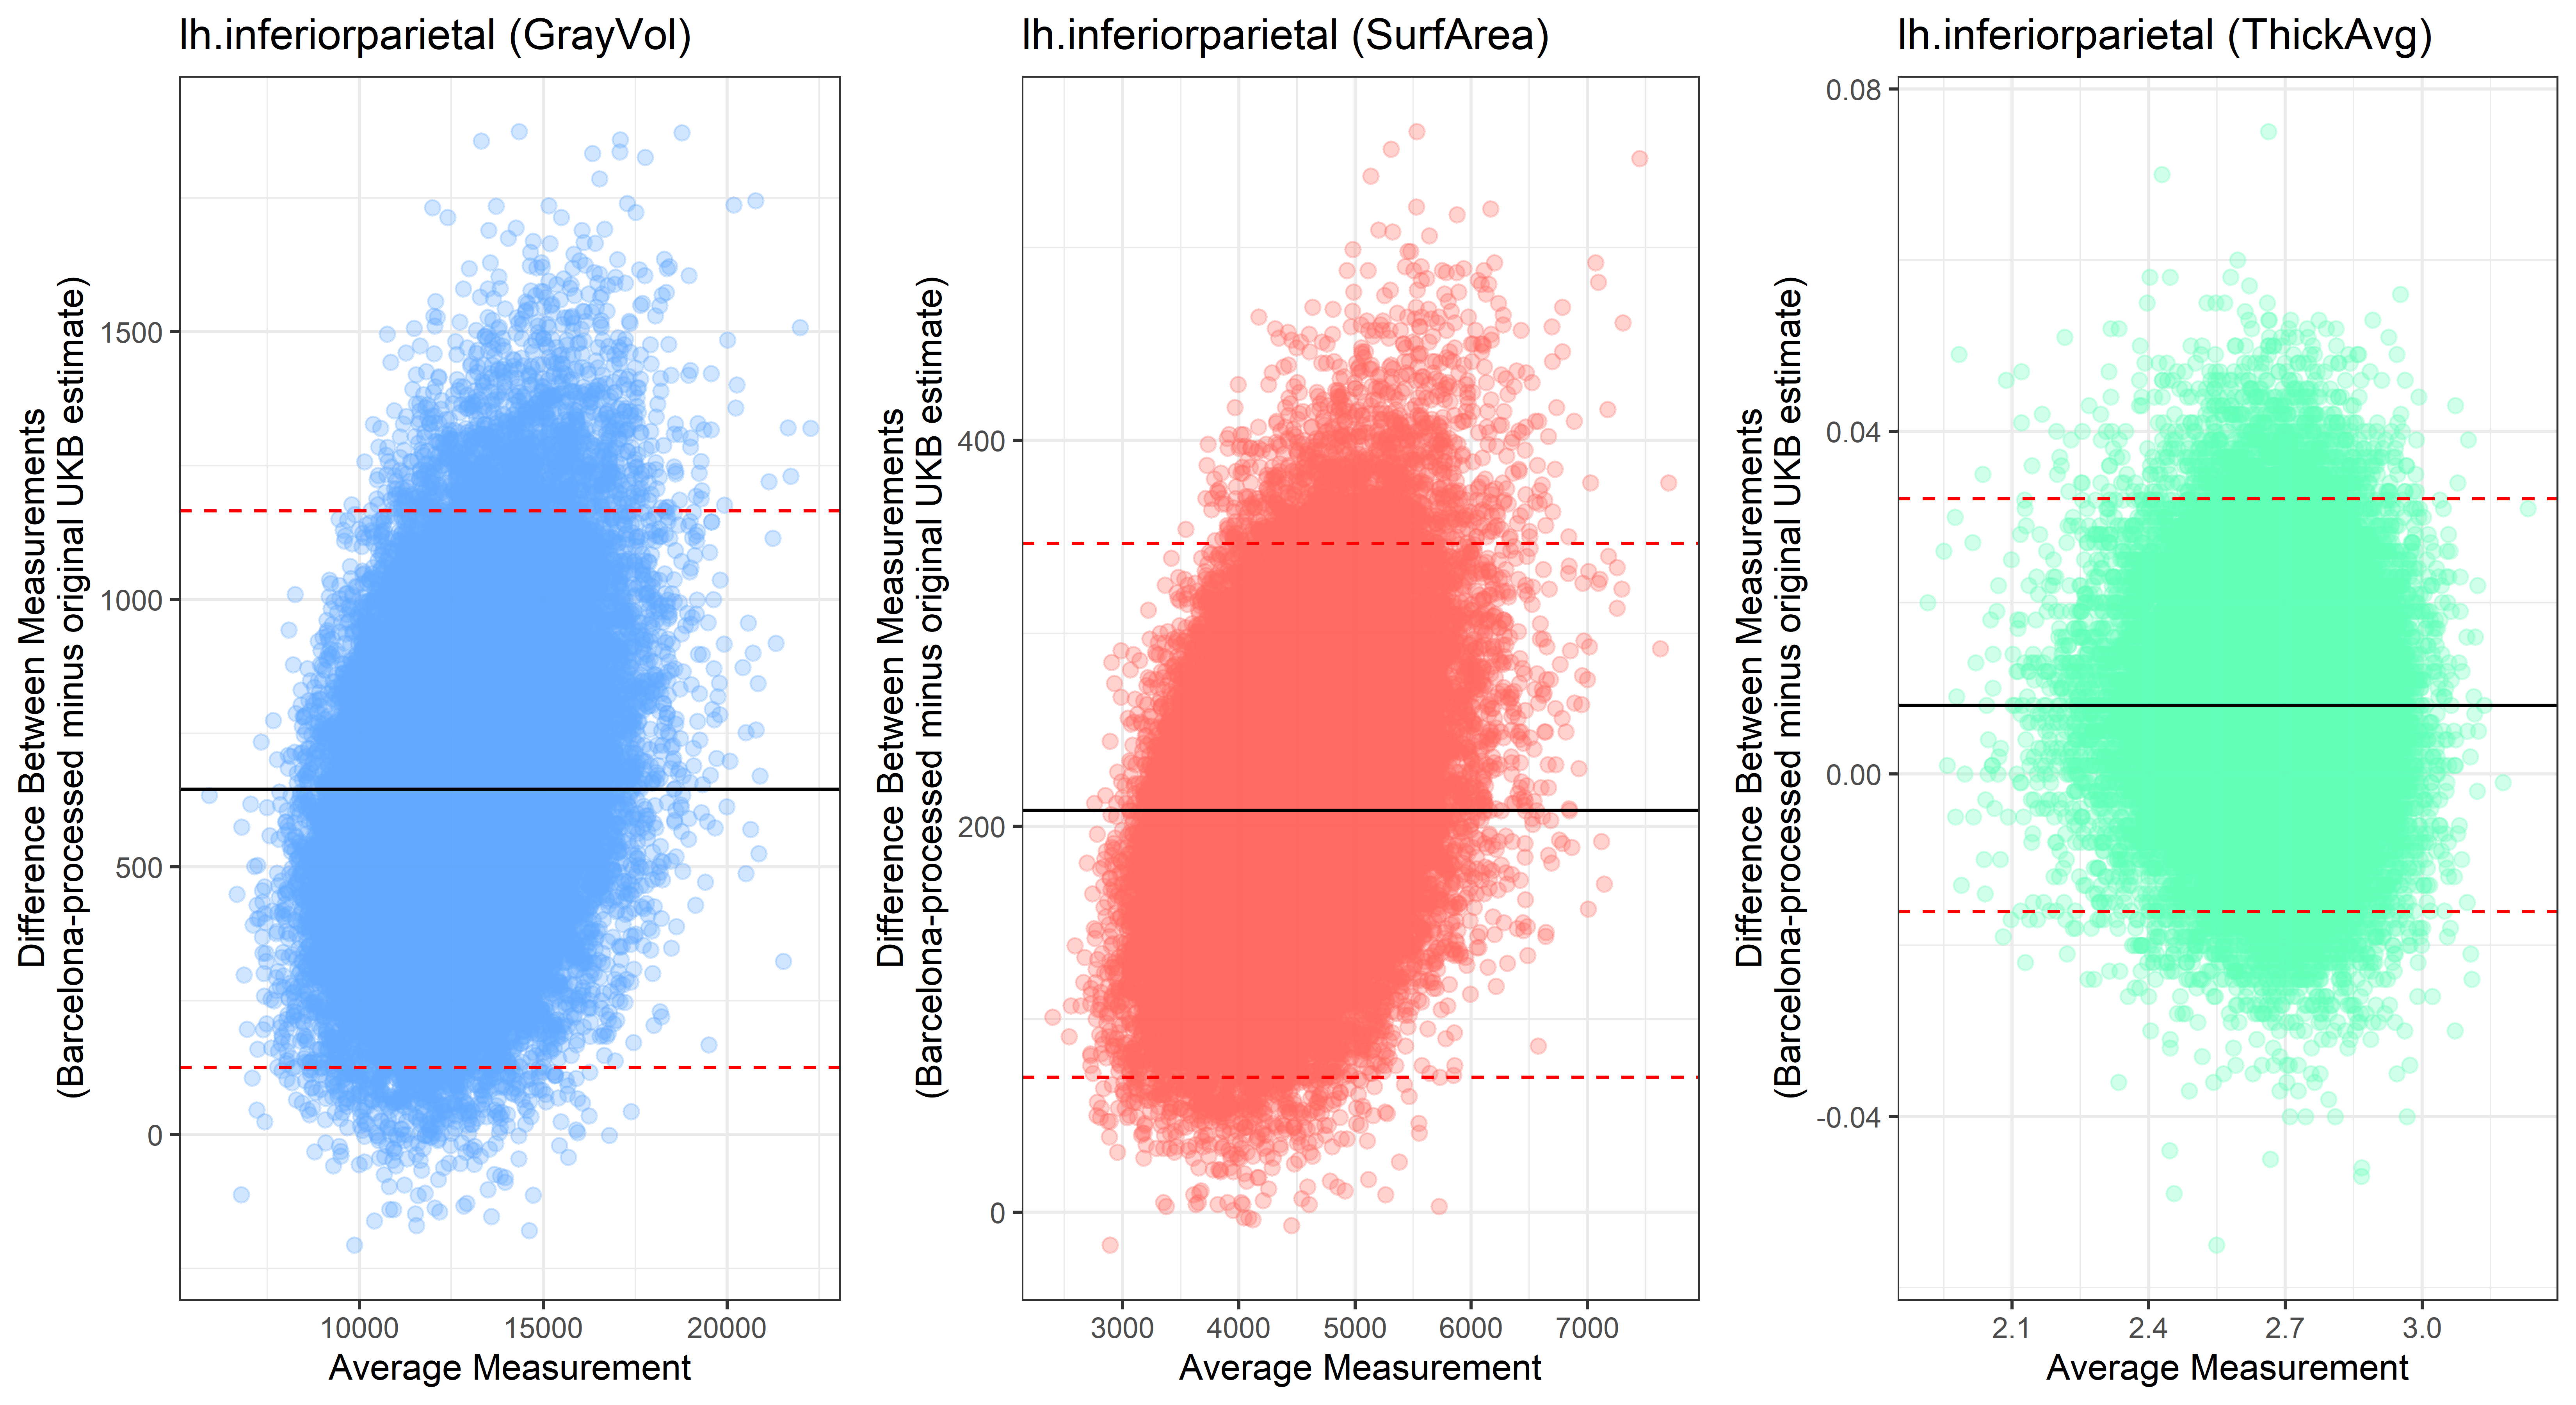 lh.inferiorparietal (GrayVol)
Difference Between Measurements
(Barcelona-processed minus original UKB estimate)
1500
1000
500
0
10000 15000 20000
Average Measurement
lh.inferiorparietal (SurfArea)
Difference Between Measurements
(Barcelona-processed minus original UKB estimate)
400
200
0
3000 4000 5000 6000 7000
Average Measurement
lh.inferiorparietal (ThickAvg)
Difference Between Measurements
(Barcelona-processed minus original UKB estimate)
0.08
0.04
0.00
-0.04
2.1 2.4 2.7 3.0
Average Measurement